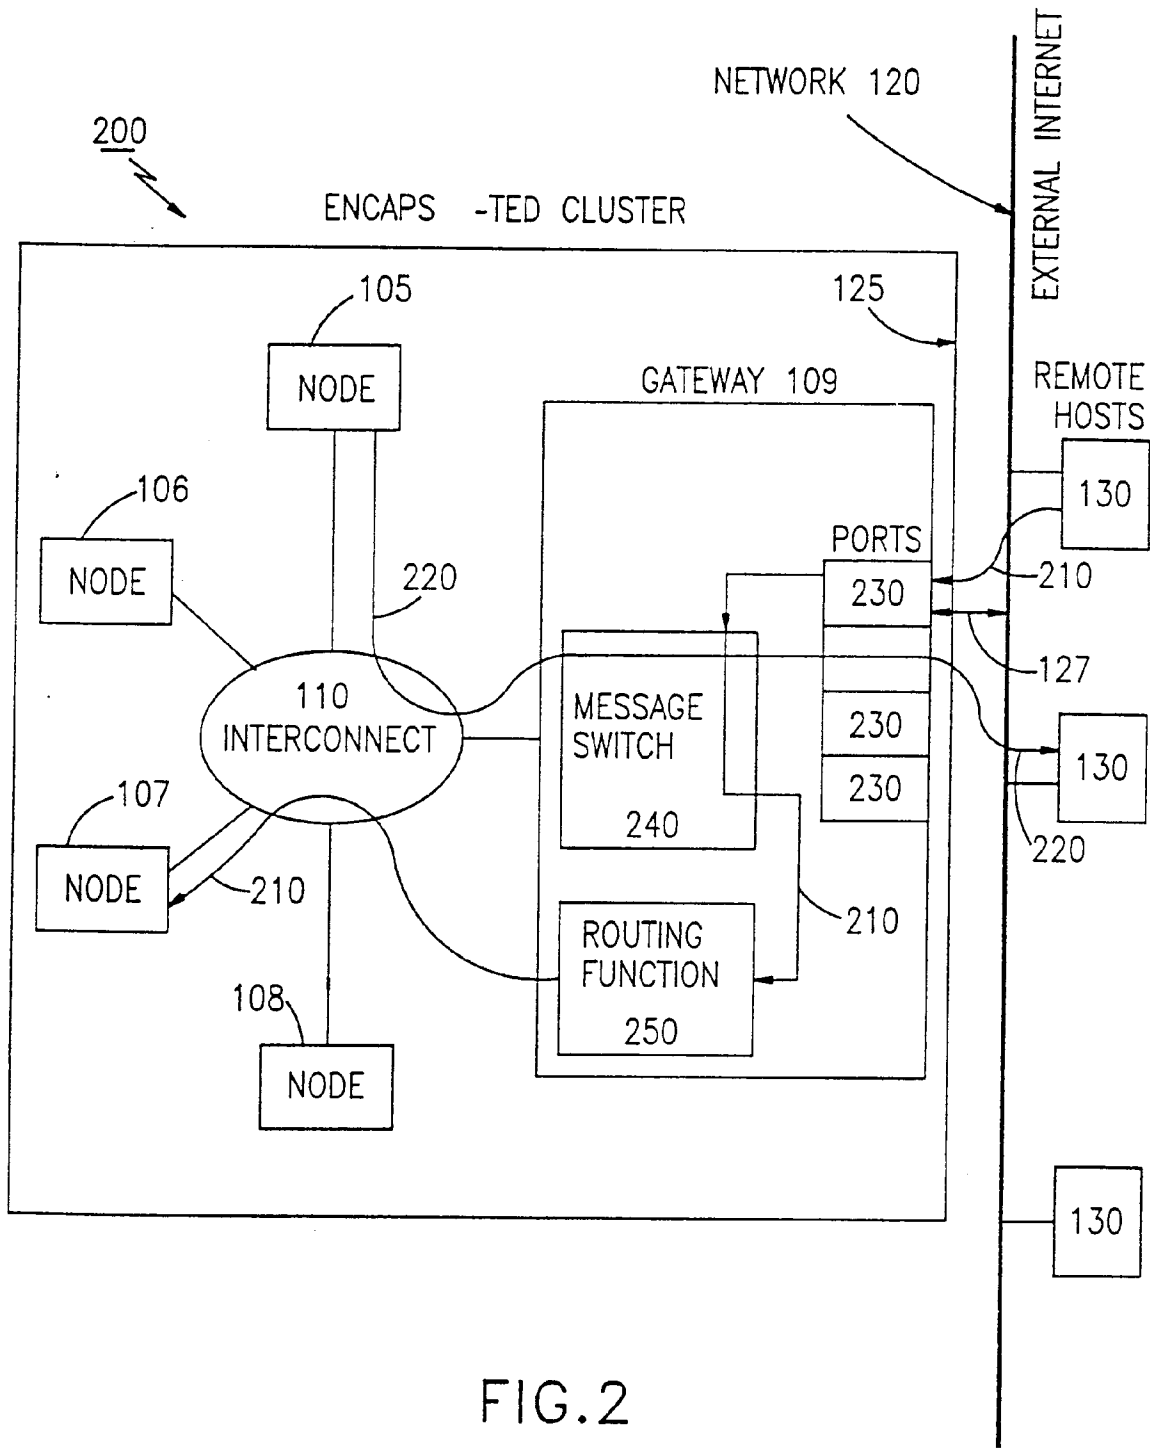 NETWORK 120
EXTERNAL INTERNET
200
ENCAPS -TED CLUSTER
105
125
NODE
GATEWAY 109
REMOTE
HOSTS
106
130
NODE
PORTS
220
230
210
110
INTERCONNECT
127
MESSAGE
SWITCH
230
130
107
230
240
220
NODE
210
210
ROUTING
FUNCTION
108
250
NODE
130
FIG.2